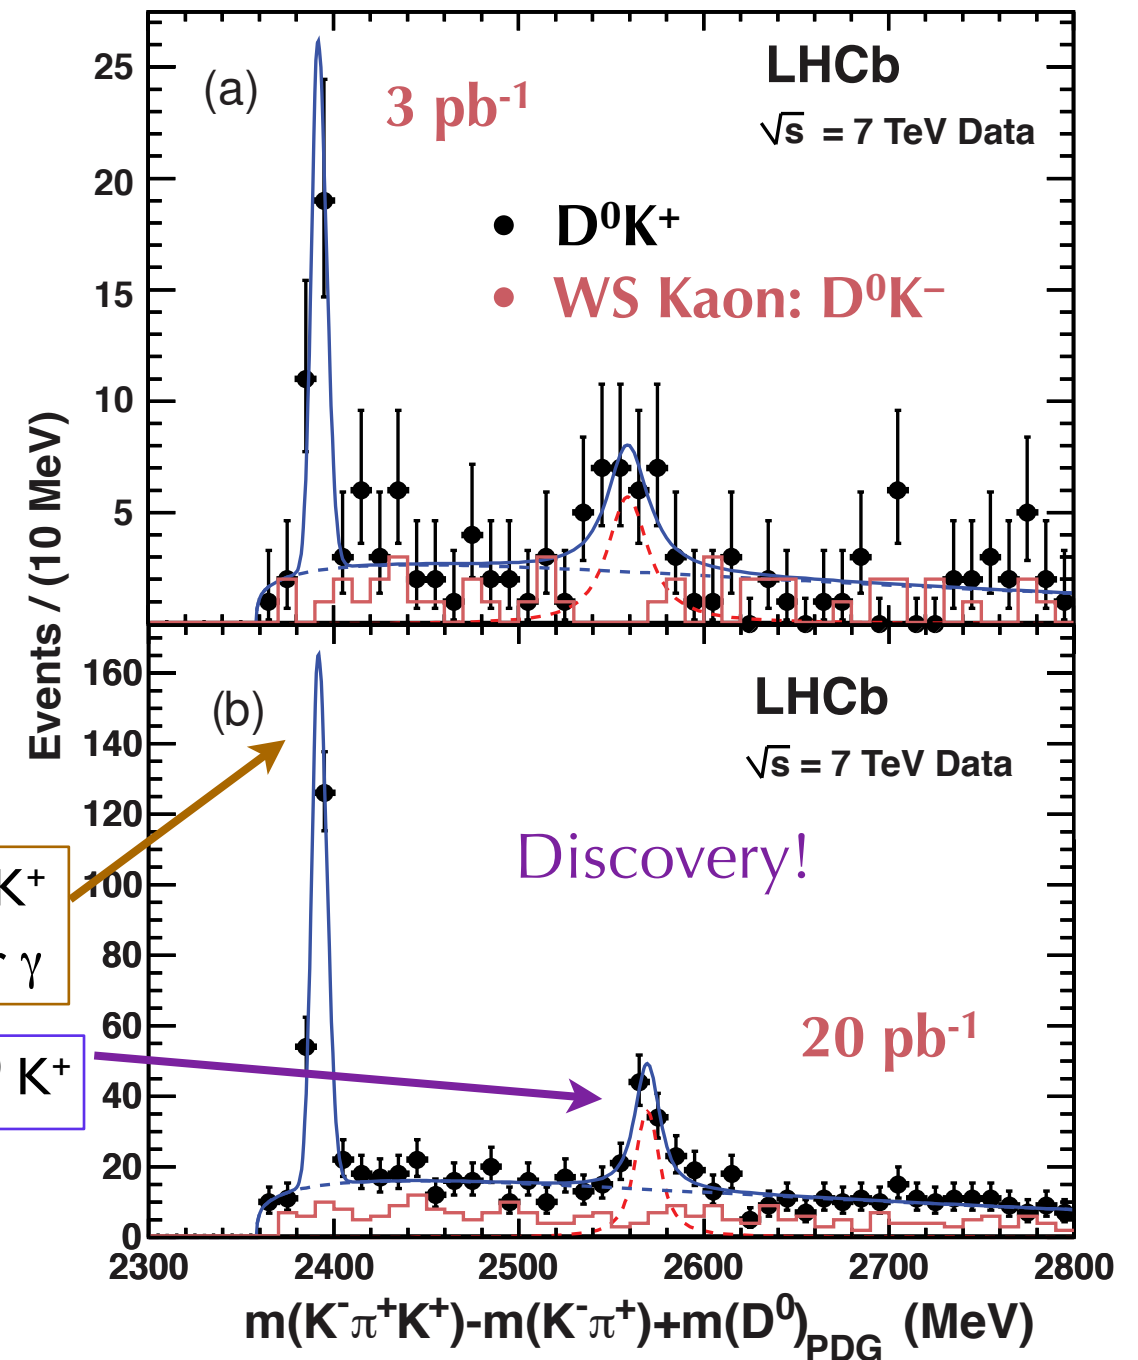 (a)
3 pb⁻¹
LHCb
√s = 7 TeV Data
D⁰K⁺
WS Kaon: D⁰K⁻
25
20
15
10
5
Events / (10 MeV)
(b)
LHCb
√s = 7 TeV Data
Discovery!
20 pb⁻¹
160
140
120
100
80
60
40
20
0
K⁺
γ
K⁺
2300 2400 2500 2600 2700 2800
m(K⁻π⁺K⁺)-m(K⁻π⁺)+m(D⁰)PDG (MeV)